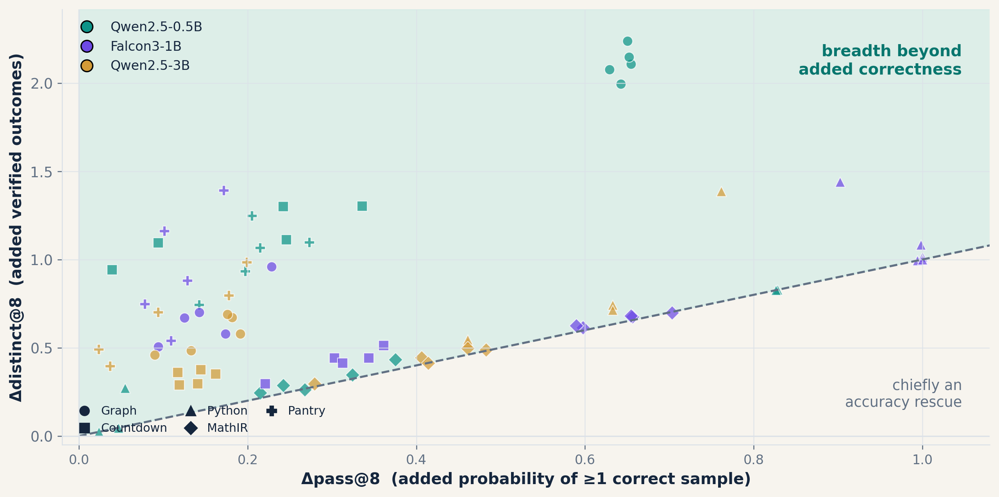 Qwen2.5-0.5B
Falcon3-1B
Qwen2.5-3B
breadth beyond
added correctness
chiefly an
accuracy rescue
Graph
Countdown
Python
MathIR
Pantry
Δdistinct@8 (added verified outcomes)
2.0
1.5
1.0
0.5
0.0
0.0
0.2
0.4
0.6
0.8
1.0
Δpass@8 (added probability of ≥1 correct sample)